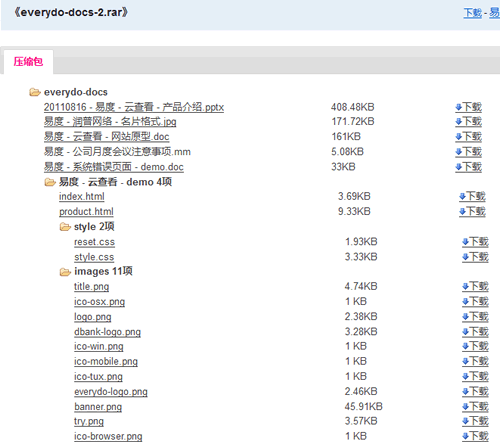 《everydo-docs-2.rar》 下载 - 易
压缩包
everydo-docs
20110816 - 易度 - 云查看 - 产品介绍.pptx 408.48KB 下载
易度 - 润普网络 - 名片格式.jpg 171.72KB 下载
易度 - 云查看 - 网站原型.doc 161KB 下载
易度 - 公司月度会议注意事项.mm 5.08KB 下载
易度 - 系统错误页面 - demo.doc 33KB 下载
易度 - 云查看 - demo 4项
index.html 3.69KB 下载
product.html 9.33KB 下载
style 2项
reset.css 1.93KB 下载
style.css 3.33KB 下载
images 11项
title.png 4.74KB 下载
ico-osx.png 1 KB 下载
logo.png 2.38KB 下载
dbank-logo.png 3.28KB 下载
ico-win.png 1 KB 下载
ico-mobile.png 1 KB 下载
ico-tux.png 1 KB 下载
everydo-logo.png 2.46KB 下载
banner.png 45.91KB 下载
try.png 3.57KB 下载
ico-browser.png 1 KB 下载